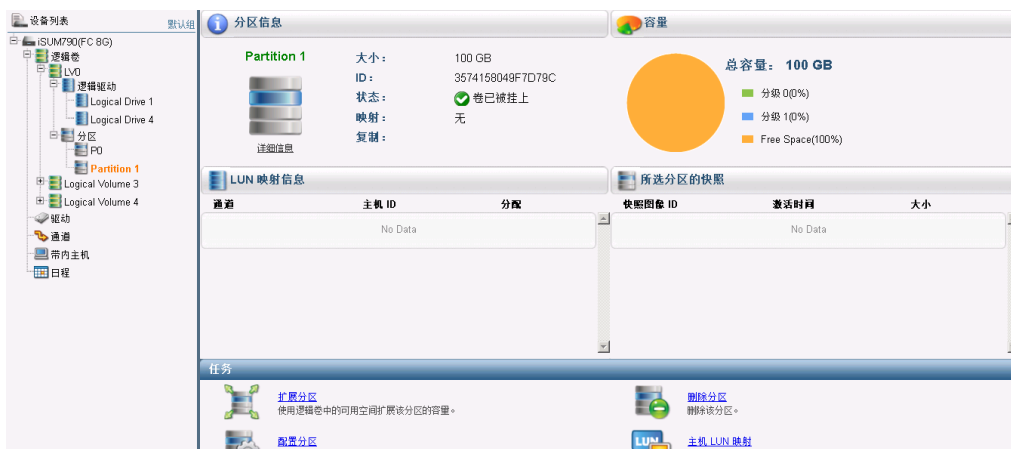 设备列表 默认组
iSUM790(FC 8G)
逻辑卷
LV0
逻辑驱动
Logical Drive 1
Logical Drive 4
分区
P0
Partition 1
Logical Volume 3
Logical Volume 4
驱动
通道
带内主机
日程
分区信息
Partition 1
详细信息
大小： 100 GB
ID： 3574158049F7D79C
状态： 卷已被挂上
映射： 无
复制：
容量
总容量： 100 GB
分级 0(0%)
分级 1(0%)
Free Space(100%)
LUN 映射信息
通道 主机 ID 分配
No Data
所选分区的快照
快照图像 ID 激活时间 大小
No Data
任务
扩展分区
使用逻辑卷中的可用空间扩展该分区的容量。
删除分区
删除该分区。
配置分区
LUN
主机 LUN 映射